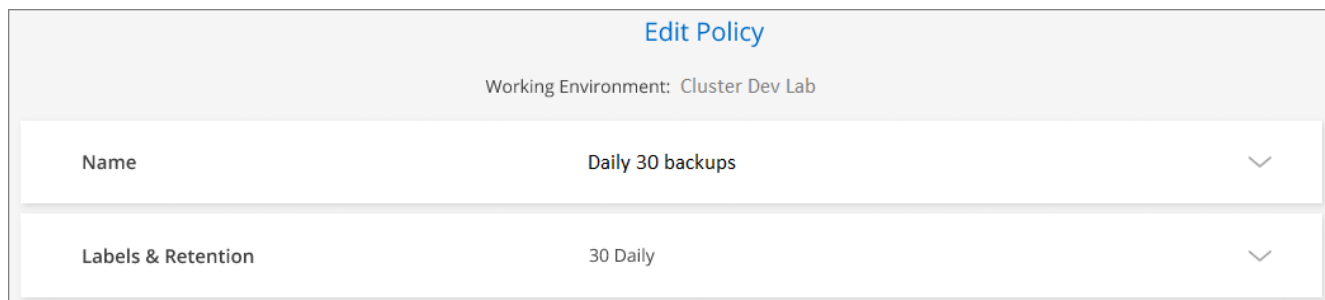 Edit Policy
Working Environment: Cluster Dev Lab
Name Daily 30 backups
Labels & Retention 30 Daily